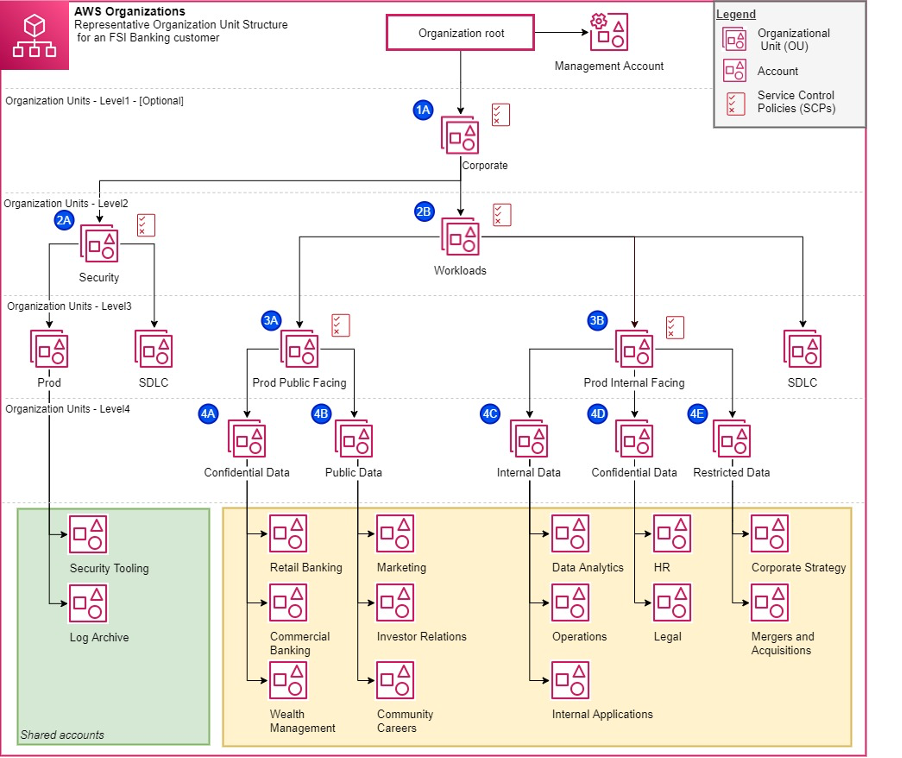 AWS Organizations
Representative Organization Unit Structure
for an FSI Banking customer
Organization root
Management Account
Legend
Organizational
Unit (OU)
Account
Service Control
Policies (SCPs)
Organization Units - Level1 - [Optional]
1A
Corporate
Organization Units - Level2
2A
2B
Security
Workloads
Organization Units - Level3
3A
3B
Prod
SDLC
Prod Public Facing
Prod Internal Facing
SDLC
Organization Units - Level4
4A
4B
4C
4D
4E
Confidential Data
Public Data
Internal Data
Confidential Data
Restricted Data
Security Tooling
Retail Banking
Marketing
Data Analytics
HR
Corporate Strategy
Log Archive
Commercial
Banking
Investor Relations
Operations
Legal
Mergers and
Acquisitions
Wealth
Management
Community
Careers
Internal Applications
Shared accounts